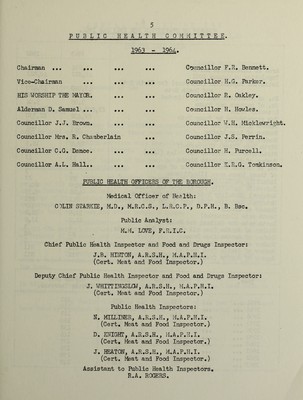 5
PUBLIC HEALTH COMMITTEE.
1963 - 1964.
Chairman ... ... ... ... Councillor F.R. Bennett.
Vice-Chairman ... ... ... Councillor H.G. Parker.
HIS WORSHIP THE MAYOR. ... ... Councillor R. Oakley.
Alderman D. Samuel ... ... ... Councillor B. Howles.
Councillor J.J. Brown. ... ... Councillor W.H. Micklewright.
Councillor Mrs. H. Chamberlain ... Councillor J.S. Perrin.
Councillor C.G. Dance. ... ... Councillor H. Purcell.
Councillor A.L. Hall.. ... ... Councillor K.E.G. Tomkinson.
PUBLIC HEALTH OFFICERS OF THE BOROUGH.
Medical Officer of Health:
COLIN STARKIE, M.D., M.R.C.S., L.R.C.P., D.P.H., B. Hsc.
Public Analyst:
M.M. LOVE, F.R.I.C.
Chief Public Health Inspector and Food and Drugs Inspector:
J.B. HINTON, A.R.S.H., M.A.P.H.I.
(Cert. Meat and Food Inspector.)
Deputy Chief Public Health Inspector and Food and Drugs Inspector:
J. WHITTINGSLOW, A.R.S.H., M.A.P.H.I.
(Cert. Meat and Food Inspector.)
Public Health Inspectors:
N. MILLINER, A.R.S.H., M.A.P.H.I.
(Cert. Meat and Food Inspector.)
D. KNIGHT, A.R.S.H., M.A.P.H.I.
(Cert. Meat and Food Inspector.)
J. HEATON, A.R.S.H., M.A.P.H.I.
(Cert. Meat and Food Inspector.)
Assistant to Public Health Inspectors.
R.A. ROGERS.